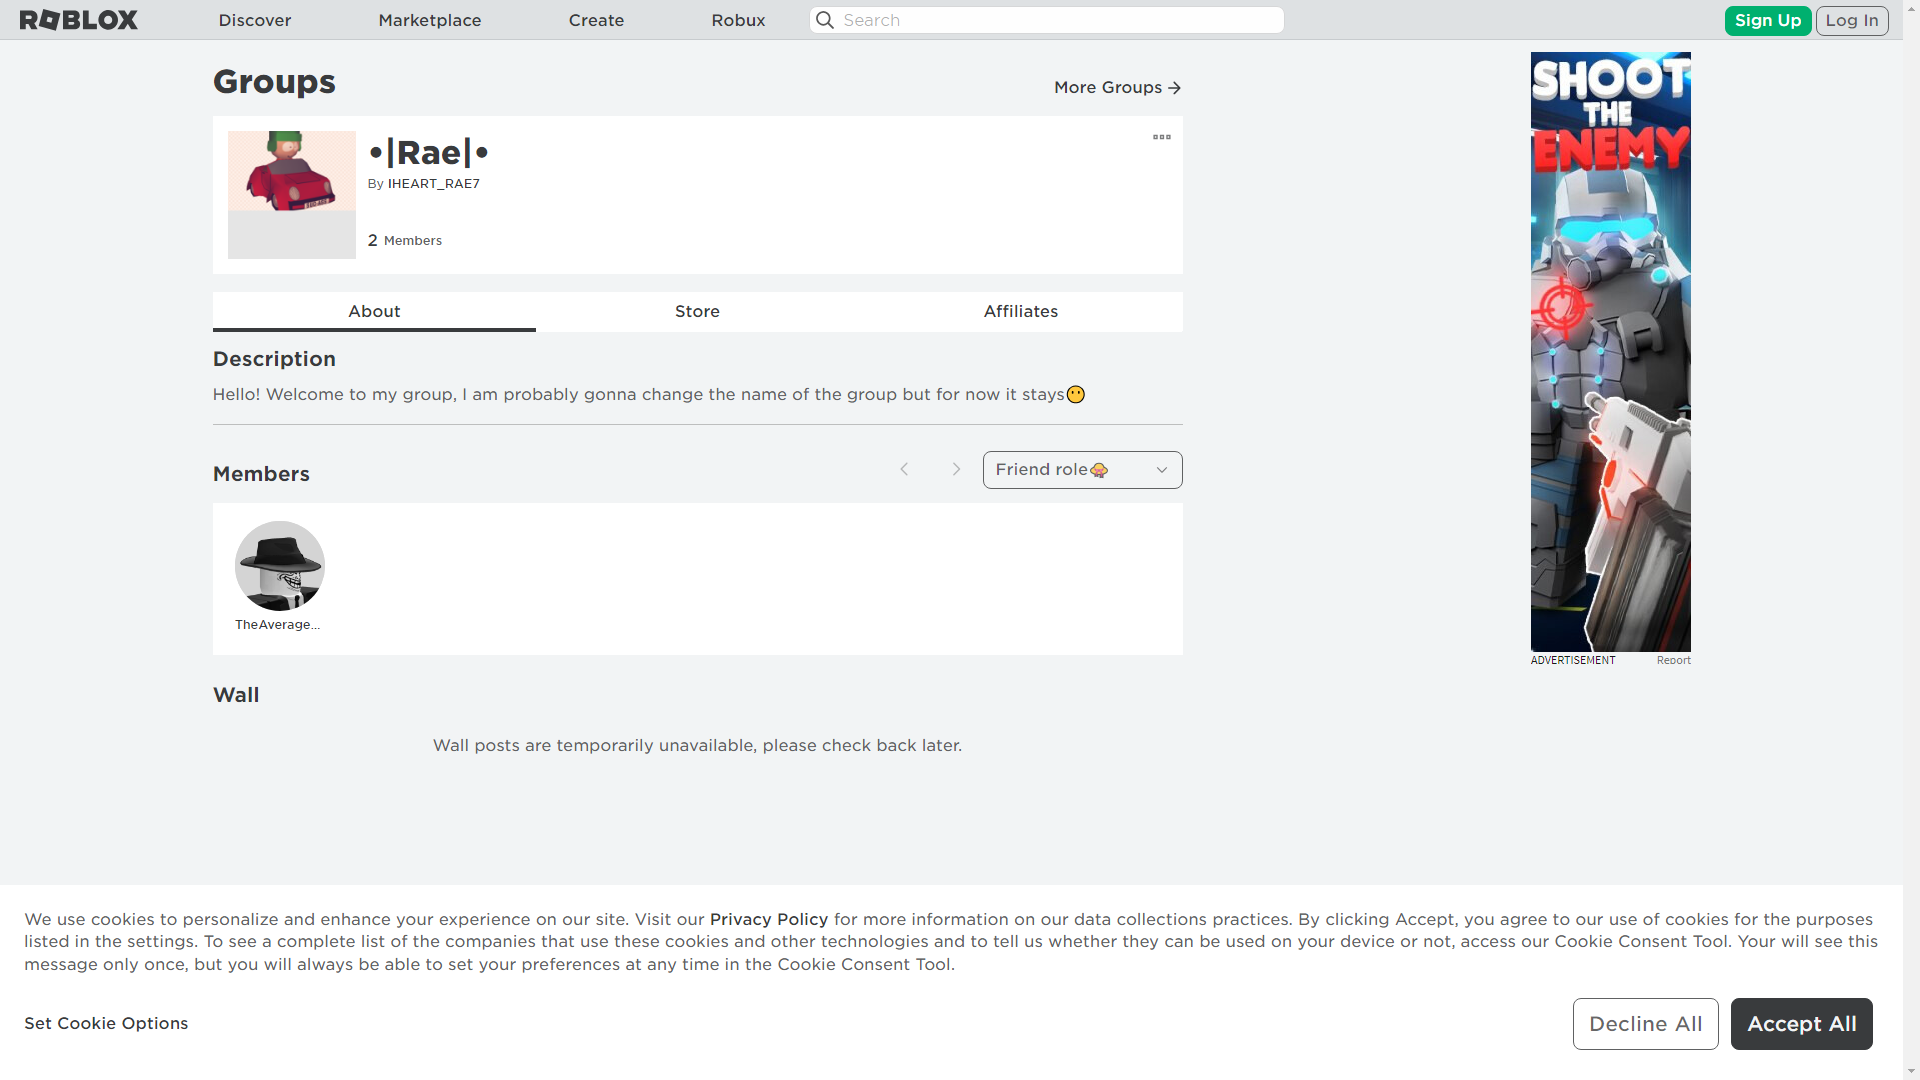 ROBLOX Discover Marketplace Create Robux Search Sign Up Log In
Groups
More Groups
•|Rae|•
By IHEART_RAE7
2 Members
About Store Affiliates
Description
Hello! Welcome to my group, I am probably gonna change the name of the group but for now it stays😶
Members
Friend role
TheAverage...
Wall
Wall posts are temporarily unavailable, please check back later.
SHOOT
THE
ENEMY
ADVERTISEMENT Report
We use cookies to personalize and enhance your experience on our site. Visit our Privacy Policy for more information on our data collections practices. By clicking Accept, you agree to our use of cookies for the purposes
listed in the settings. To see a complete list of the companies that use these cookies and other technologies and to tell us whether they can be used on your device or not, access our Cookie Consent Tool. Your will see this
message only once, but you will always be able to set your preferences at any time in the Cookie Consent Tool.
Set Cookie Options
Decline All
Accept All